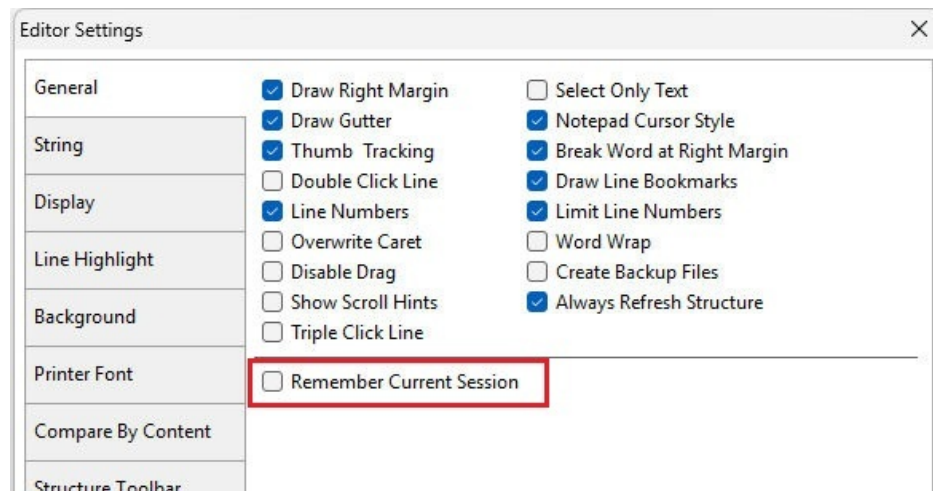 Editor Settings
General
String
Display
Line Highlight
Background
Printer Font
Compare By Content
Structure Toolbar
Draw Right Margin
Draw Gutter
Thumb  Tracking
Double Click Line
Line Numbers
Overwrite Caret
Disable Drag
Show Scroll Hints
Triple Click Line
Select Only Text
Notepad Cursor Style
Break Word at Right Margin
Draw Line Bookmarks
Limit Line Numbers
Word Wrap
Create Backup Files
Always Refresh Structure
Remember Current Session